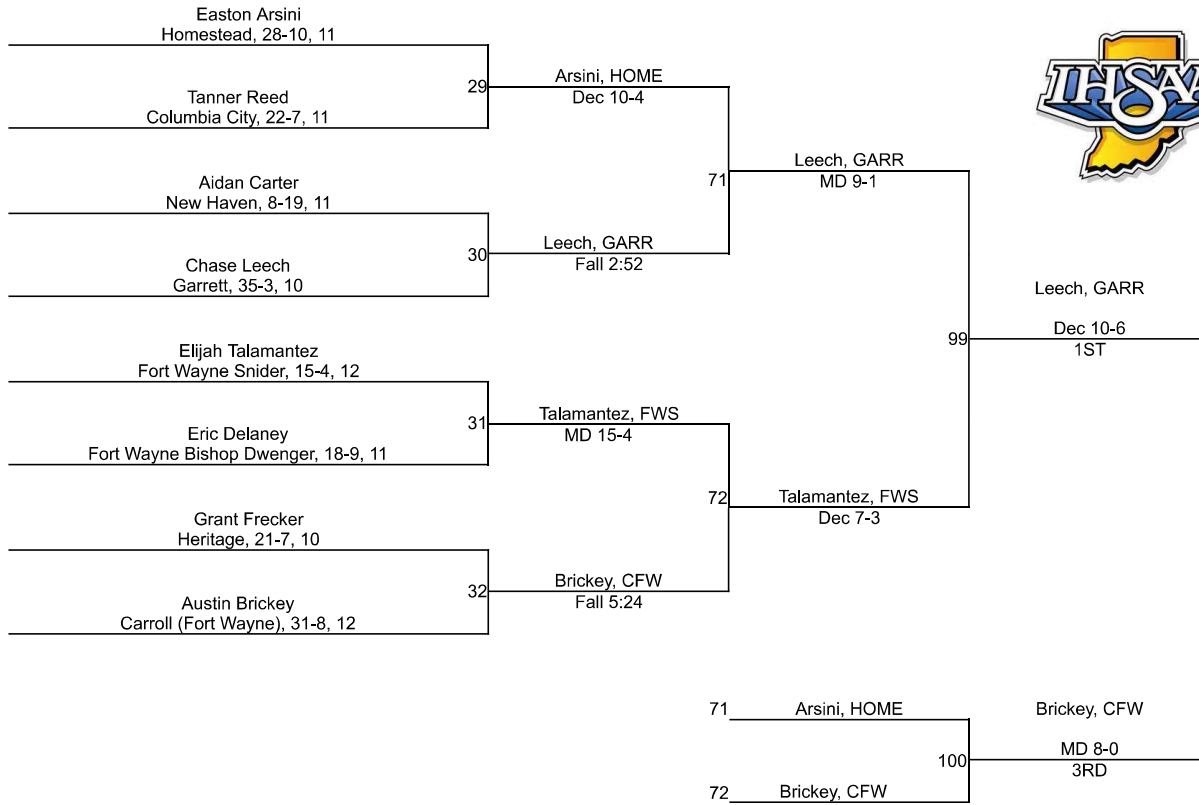 Easton Arsini
Homestead, 28-10, 11
Tanner Reed
Columbia City, 22-7, 11
29
Arsini, HOME
Dec 10-4
Aidan Carter
New Haven, 8-19, 11
Chase Leech
Garrett, 35-3, 10
30
Leech, GARR
Fall 2:52
71
Leech, GARR
MD 9-1
Elijah Talamantez
Fort Wayne Snider, 15-4, 12
Eric Delaney
Fort Wayne Bishop Dwenger, 18-9, 11
31
Talamantez, FWS
MD 15-4
Grant Frecker
Heritage, 21-7, 10
Austin Brickey
Carroll (Fort Wayne), 31-8, 12
32
Brickey, CFW
Fall 5:24
72
Talamantez, FWS
Dec 7-3
99
Leech, GARR
Dec 10-6
1ST
IHSAA
71
Arsini, HOME
72
Brickey, CFW
100
Brickey, CFW
MD 8-0
3RD